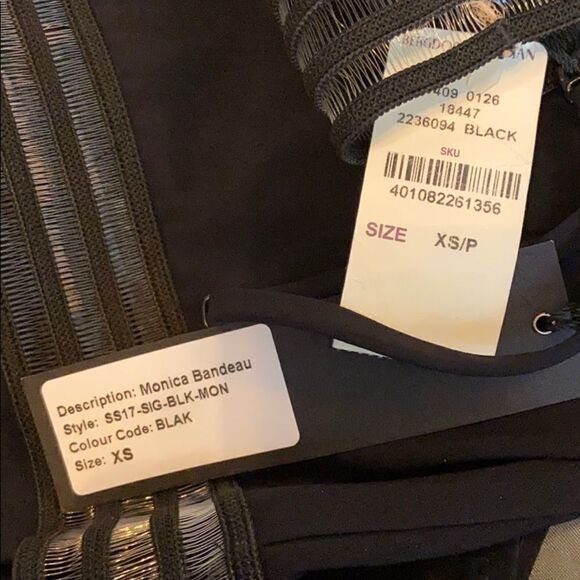 409 0126
18447
2236094 BLACK
SKU
401082261356
SIZE XS/P
Description: Monica Bandeau
Style: SS17-SIG-BLK-MON
Colour Code: BLAK
Size: XS